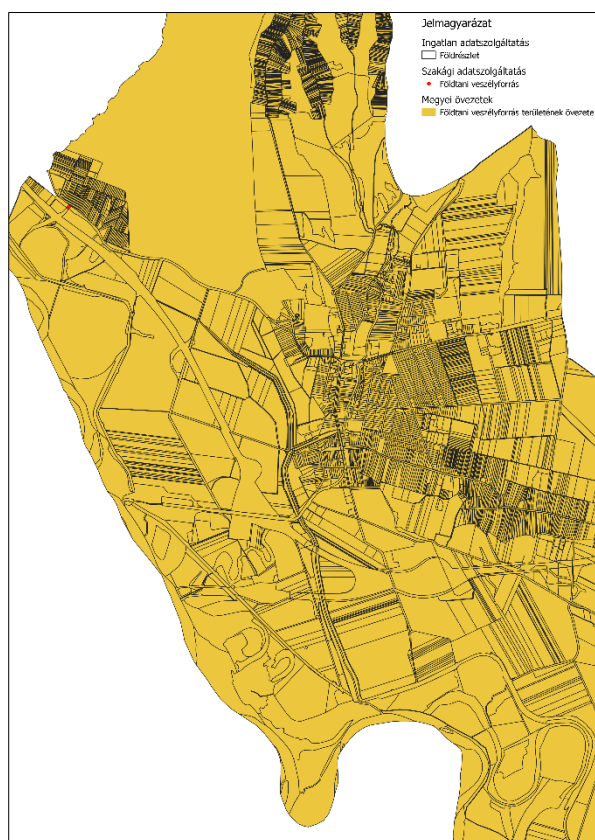 Jelmagyarázat
Ingatlan adatszolgáltatás
Földrészlet
Szakági adatszolgáltatás
Földtani veszélyforrás
Megyei övezetek
Földtani veszélyforrás területének övezete